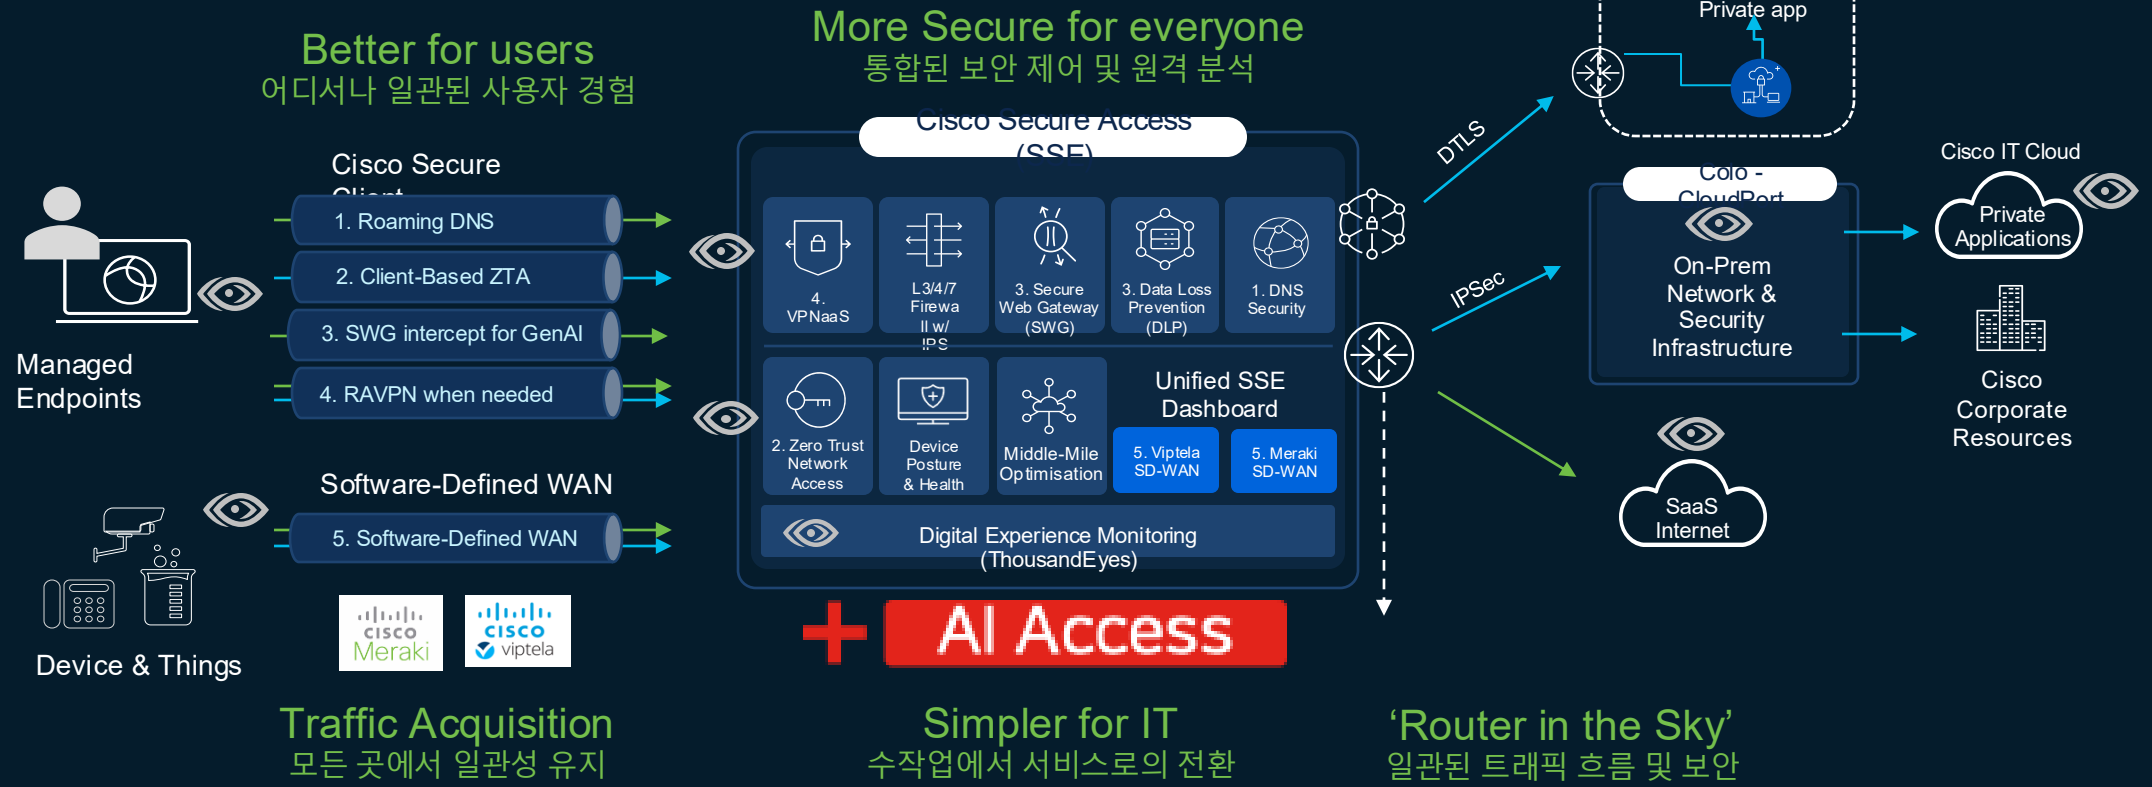 Better for users
어디서나 일관된 사용자 경험
More Secure for everyone
통합된 보안 제어 및 원격 분석
Private app
Cisco Secure
Client
1. Roaming DNS
2. Client-Based ZTA
3. SWG intercept for GenAI
4. RAVPN when needed
Managed
Endpoints
Software-Defined WAN
5. Software-Defined WAN
Device & Things
CISCO
Meraki
CISCO
viptela
Cisco Secure Access
(SSE)
4.
VPNaaS
L3/4/7
Firewa
ll w/
IPS
3. Secure
Web Gateway
(SWG)
3. Data Loss
Prevention
(DLP)
1. DNS
Security
2. Zero Trust
Network
Access
Device
Posture
& Health
Middle-Mile
Optimisation
Unified SSE
Dashboard
5. Viptela
SD-WAN
5. Meraki
SD-WAN
Digital Experience Monitoring
(ThousandEyes)
+ AI Access
DTLS
IPSec
Colo -
CloudPort
On-Prem
Network &
Security
Infrastructure
Cisco IT Cloud
Private
Applications
Cisco
Corporate
Resources
SaaS
Internet
Traffic Acquisition
모든 곳에서 일관성 유지
Simpler for IT
수작업에서 서비스로의 전환
‘Router in the Sky’
일관된 트래픽 흐름 및 보안